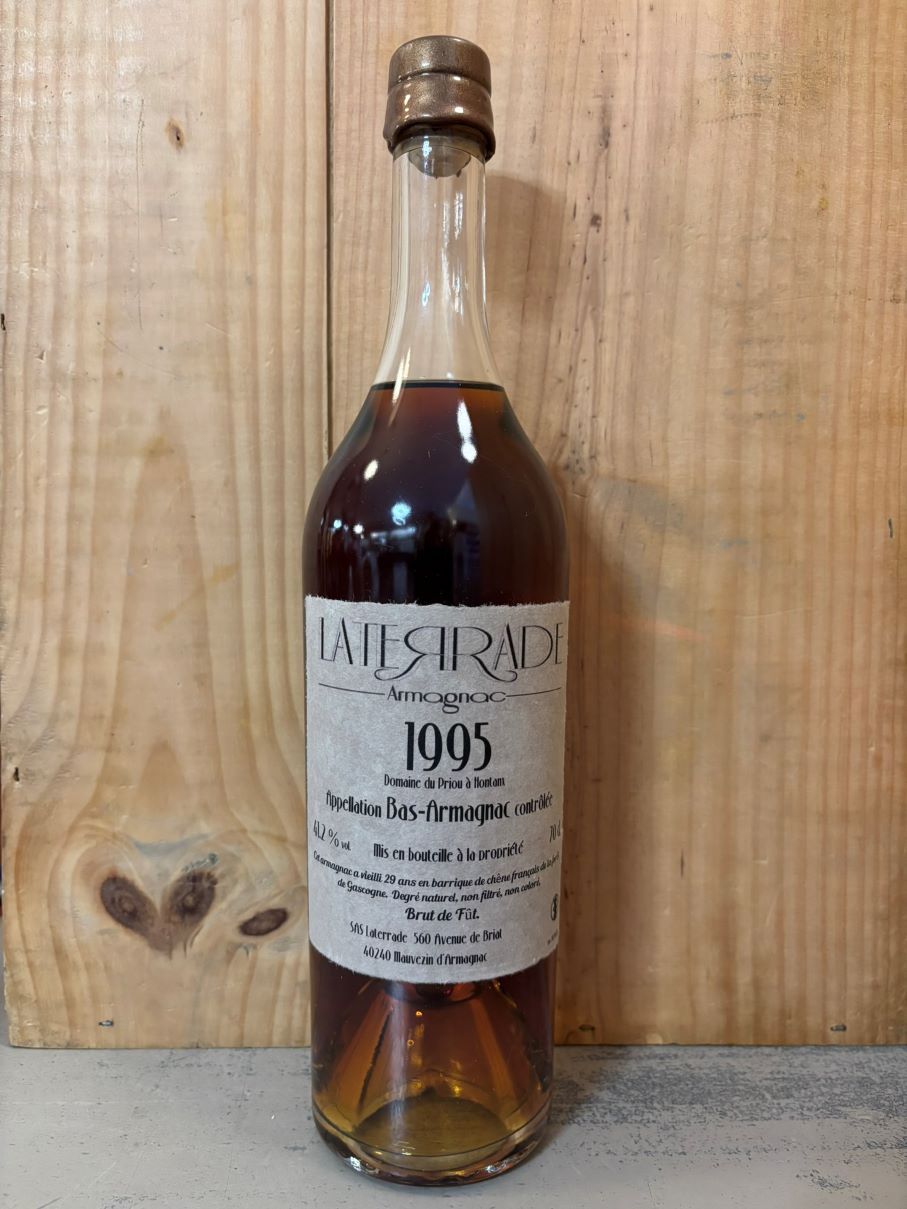 LATERRADE
Armagnac
1995
Domaine du Priou à Hontanx
Appellation Bas-Armagnac contrôlée
41.2 % vol
70 cl
Mis en bouteille à la propriété
Cet armagnac a vieilli 29 ans en barrique de chêne français de la forêt
de Gascogne. Degré naturel, non filtré, non coloré,
Brut de Fût.
SAS Laterrade 560 Avenue de Briat
40240 Mauvezin d'Armagnac